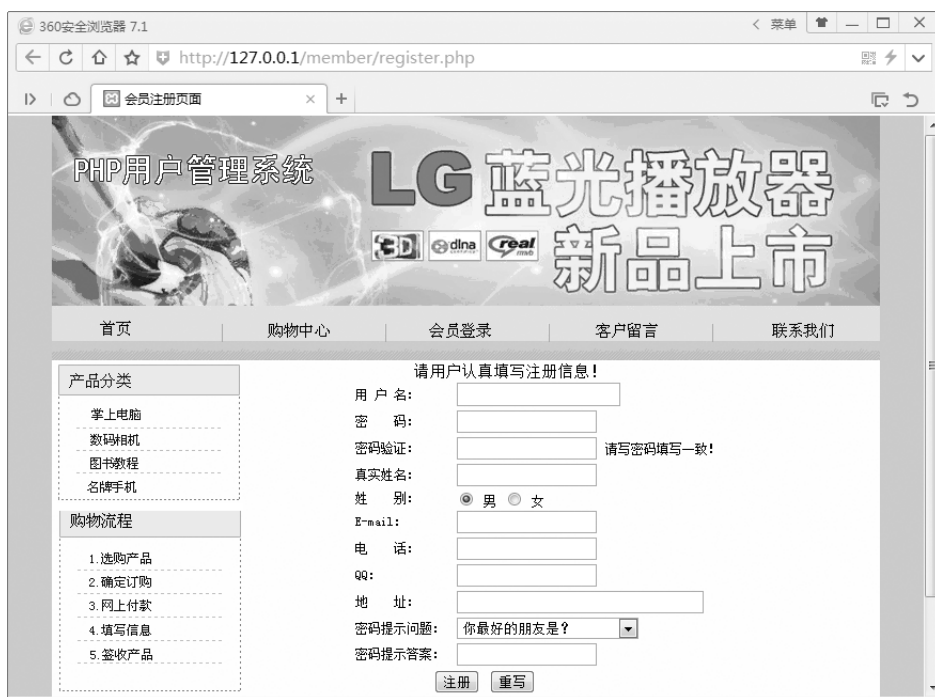 360安全浏览器 7.1
菜单
http://127.0.0.1/member/register.php
会员注册页面
PHP用户管理系统
LG 蓝光播放器
3D dlna real
新品上市
首页 购物中心 会员登录 客户留言 联系我们
产品分类
掌上电脑
数码相机
图书教程
名牌手机
购物流程
1.选购产品
2.确定订购
3.网上付款
4.填写信息
5.签收产品
请用户认真填写注册信息!
用 户 名:
密 码:
密码验证: 请写密码填写一致!
真实姓名:
姓 别: 男 女
E-mail:
电 话:
QQ:
地 址:
密码提示问题: 你最好的朋友是?
密码提示答案:
注册 重写